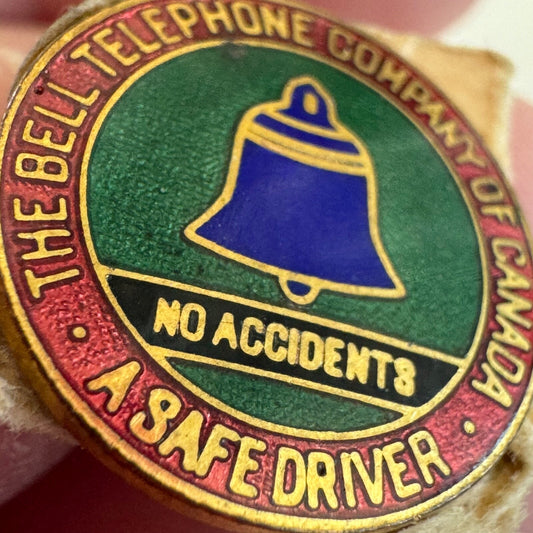 THE BELL TELEPHONE COMPANY OF CANADA
NO ACCIDENTS
· A SAFE DRIVER ·